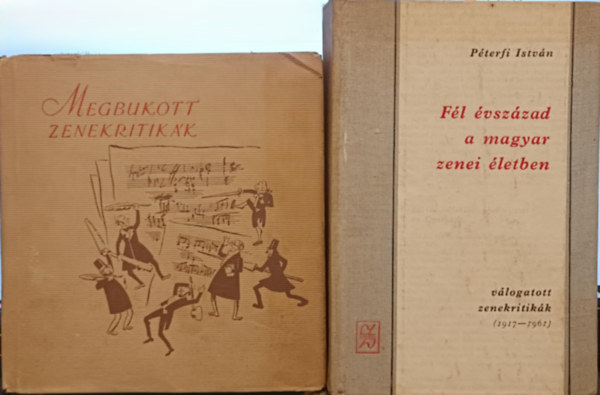 MEGBUKOTT
ZENEKRITIKÁK
Péterfi István
Fél évszázad
a magyar
zenei életben
válogatott
zenekritikák
(1917—1961)